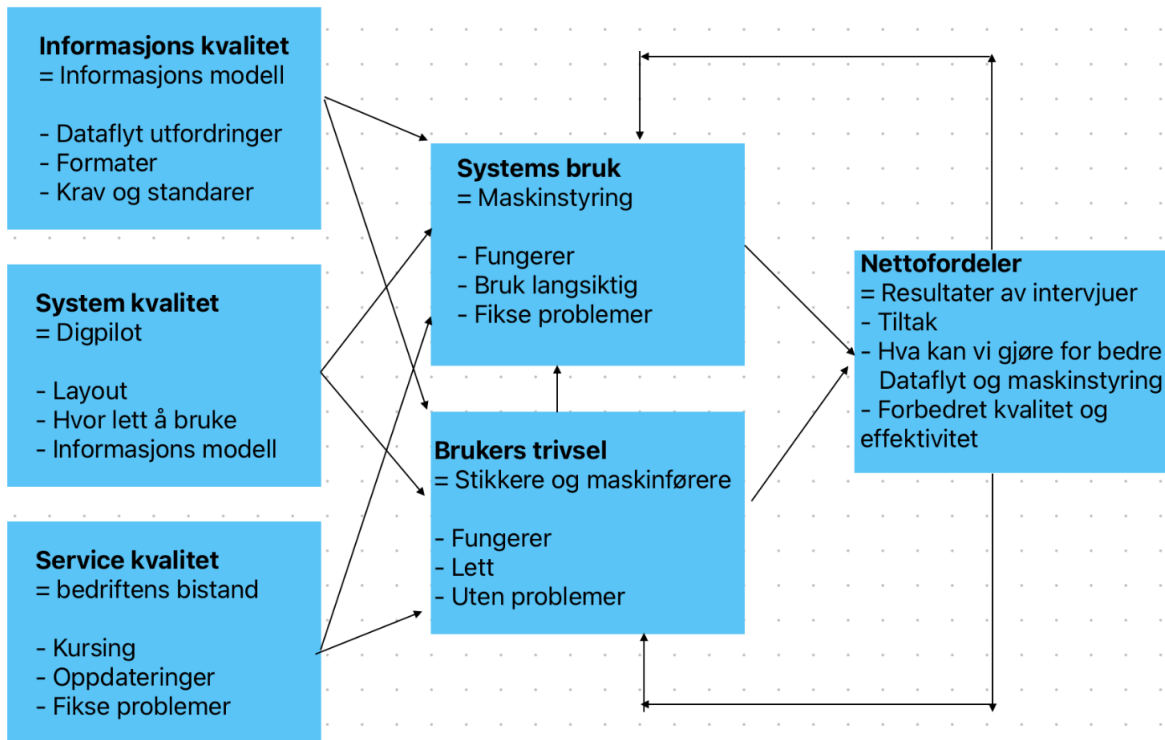 Informasjons kvalitet
= Informasjons modell
- Dataflyt utfordringer
- Formater
- Krav og standarer
System kvalitet
= Digpilot
- Layout
- Hvor lett å bruke
- Informasjons modell
Service kvalitet
= bedriftens bistand
- Kursing
- Oppdateringer
- Fikse problemer
Systems bruk
= Maskinstyring
- Fungerer
- Bruk langsiktig
- Fikse problemer
Brukers trivsel
= Stikkere og maskinførere
- Fungerer
- Lett
- Uten problemer
Nettofordeler
= Resultater av intervjuer
- Tiltak
- Hva kan vi gjøre for bedre
Dataflyt og maskinstyring
- Forbedret kvalitet og
effektivitet